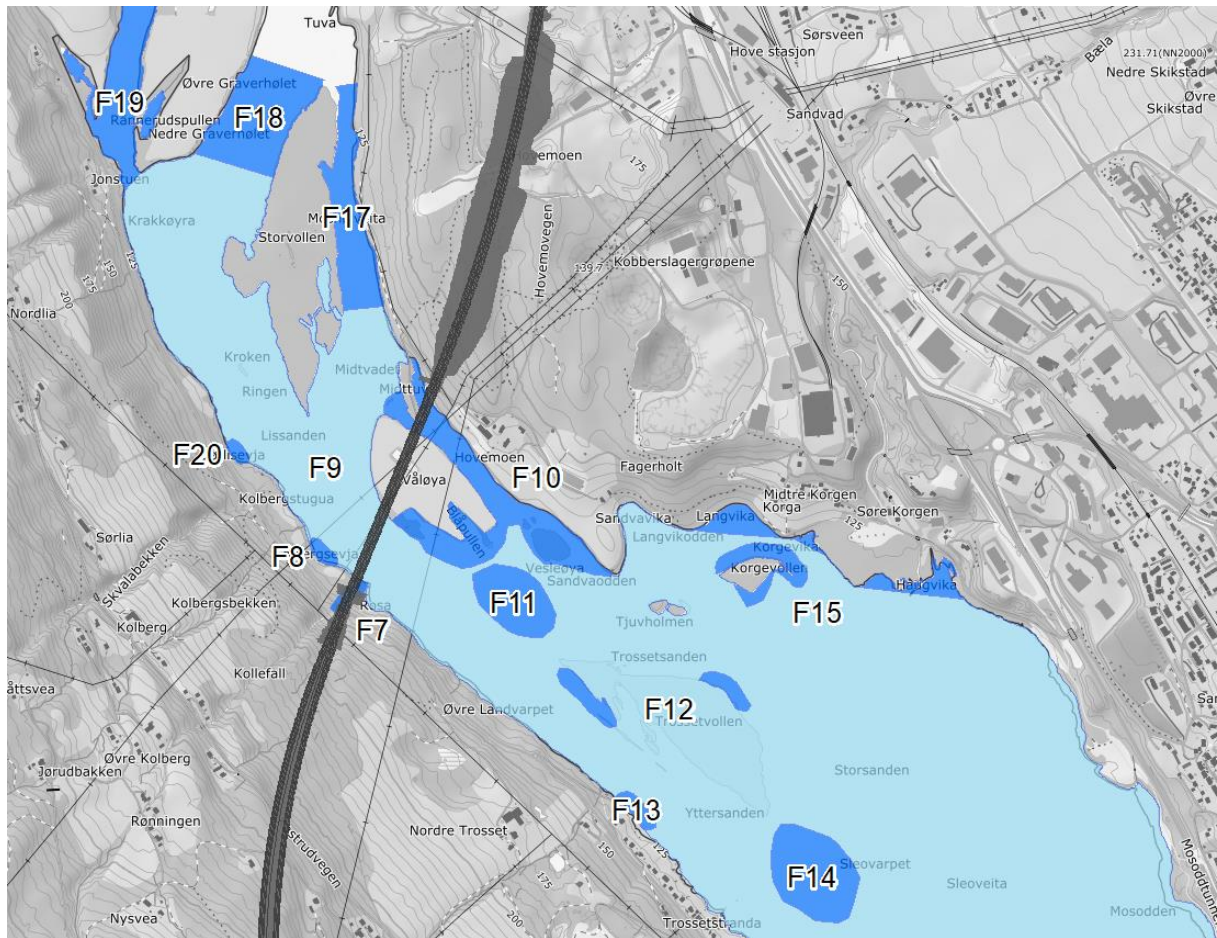 Tuva
Sørsveen
Hove stasjon
Bæla
231.71(NN2000)
Nedre Skikstad
Øvre
Skikstad
Øvre Graverhølet
F19
F18
Rannerudspullen
Nedre Graverhølet
125
Sandvad
Hovemoen
175
Jonstuen
Krakkøyra
F17
Storvollen
Hovemovegen
139.7
Kobberslagergrøpene
125
150
175
200
150
Nordlia
Kroken
Ringen
Midtvadet
Lissanden
F20
F9
Hovemoen
F10
Våløya
Fagerholt
Kolbergstugua
Blåpullen
Sandvavika
Langvika
Midtre Korgen
Korga
Søre Korgen
125
Langvikodden
Korgevika
Sørlia
F8
Skvalabekken
Vesleøya
Sandvaodden
Korgevollen
Hångvika
Kolbergsbekken
Rosa
F11
F15
Kolberg
F7
Tjuvholmen
Kollefall
Trossetsanden
Øvre Landvarpet
F12
Trossetvollen
Øvre Kolberg
Jørudbakken
Storsanden
Rønningen
Nordre Trosset
F13
Yttersanden
150
125
175
200
F14
Sleovarpet
Sleoveita
Nysvea
Trossetstranda
Mosodden